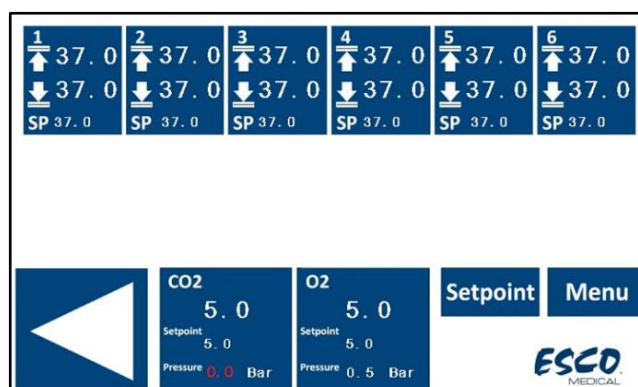 1 2 3 4 5 6
37.0 37.0 37.0 37.0 37.0 37.0
37.0 37.0 37.0 37.0 37.0 37.0
SP 37.0 SP 37.0 SP 37.0 SP 37.0 SP 37.0 SP 37.0
CO2 O2
5.0 5.0
Setpoint Menu
Setpoint Setpoint
5.0 5.0
Pressure 0.0 Bar Pressure 0.5 Bar
ESCO
MEDICAL